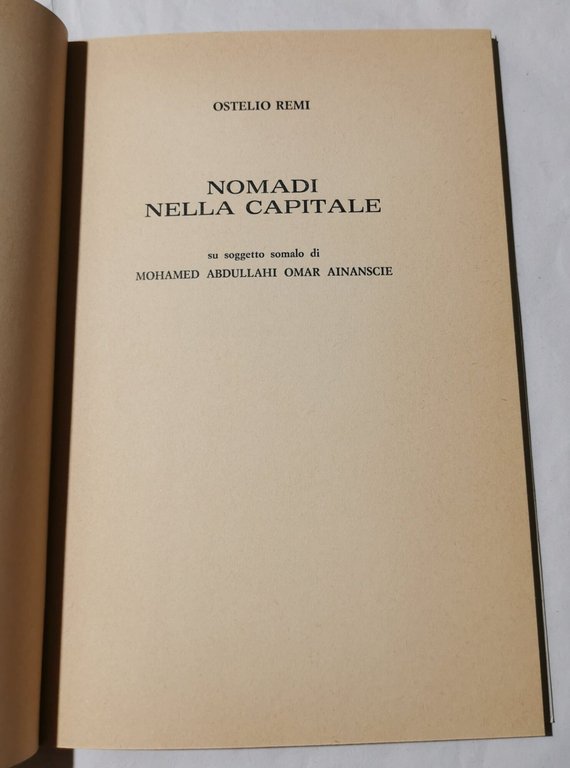 OSTELIO REMI
NOMADI
NELLA CAPITALE
su soggetto somalo di
MOHAMED ABDULLAHI OMAR AINANSCIE